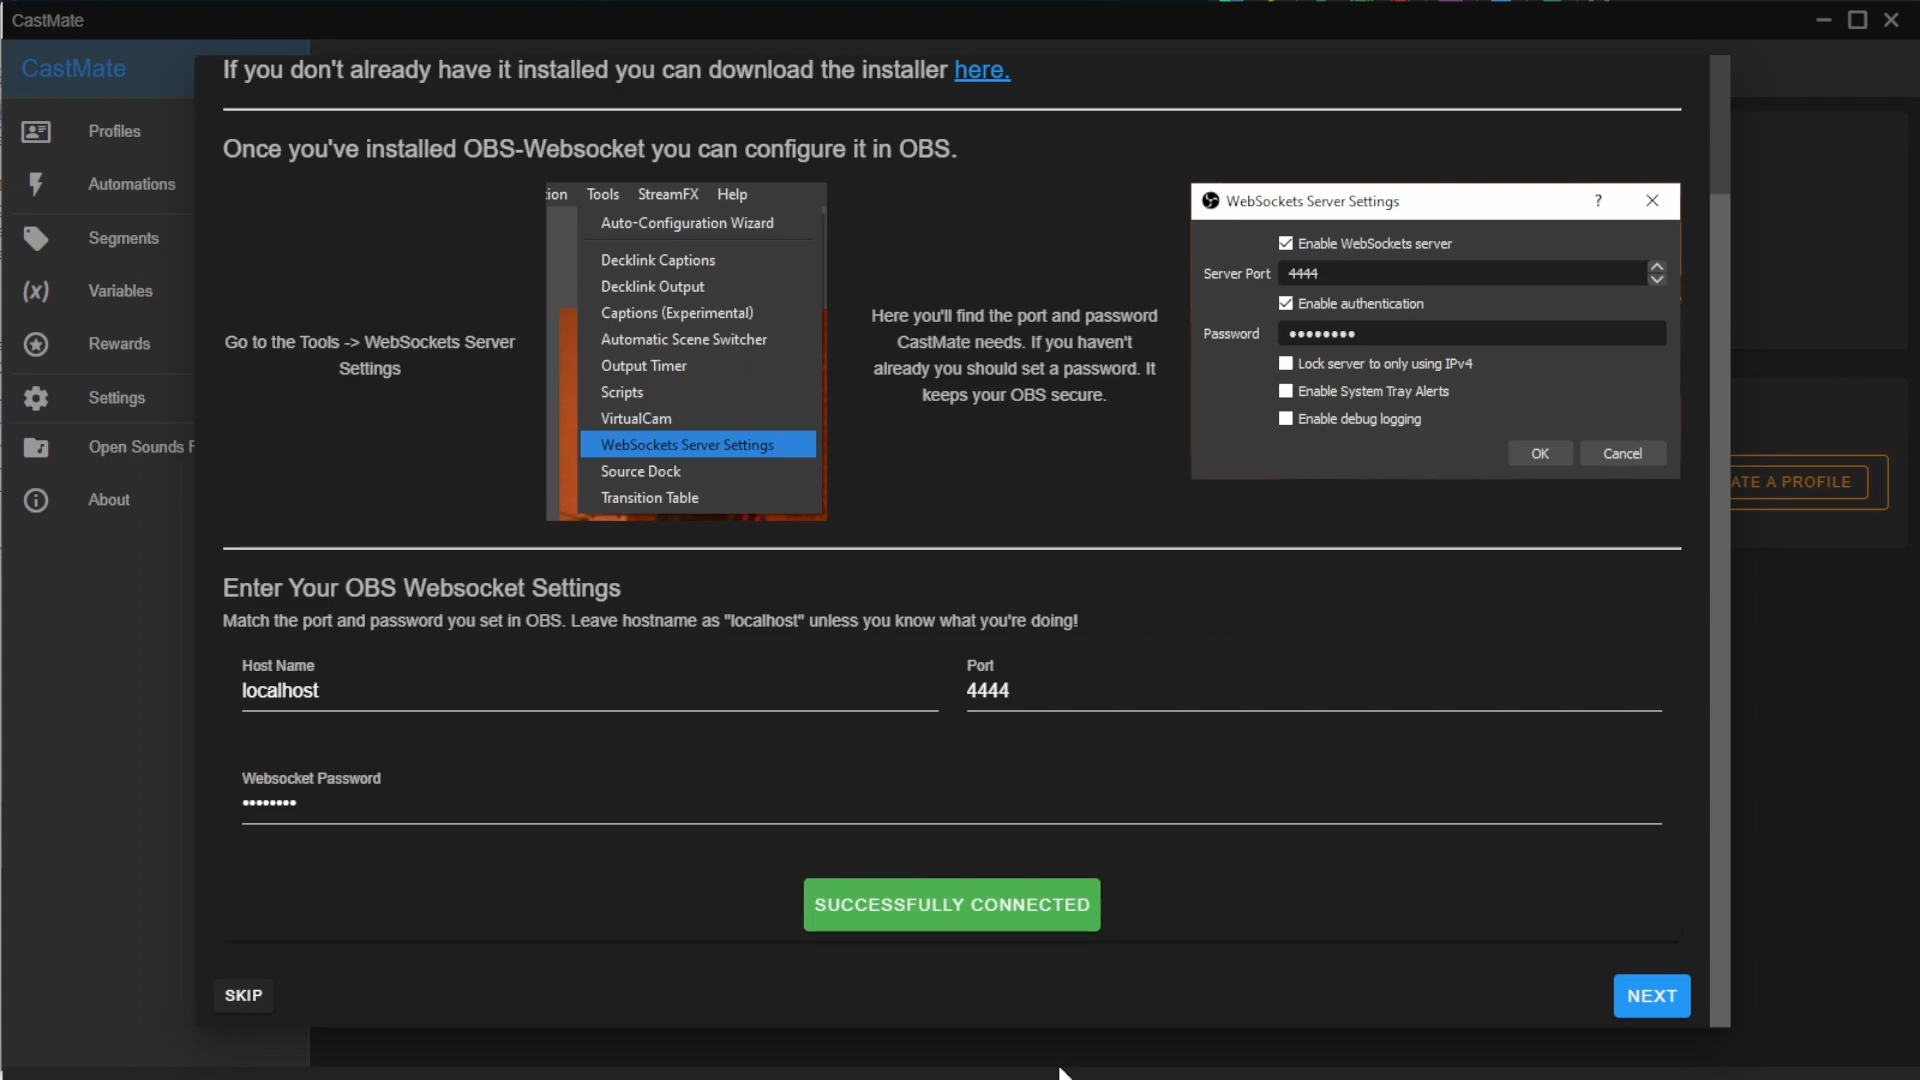 CastMate
CastMate
Profiles
Automations
Segments
(x) Variables
Rewards
Settings
Open Sounds F
About
If you don't already have it installed you can download the installer here.
Once you've installed OBS-Websocket you can configure it in OBS.
Go to the Tools -> WebSockets Server
Settings
tion Tools StreamFX Help
Auto-Configuration Wizard
Decklink Captions
Decklink Output
Captions (Experimental)
Automatic Scene Switcher
Output Timer
Scripts
VirtualCam
WebSockets Server Settings
Source Dock
Transition Table
Here you'll find the port and password
CastMate needs. If you haven't
already you should set a password. It
keeps your OBS secure.
WebSockets Server Settings ?
Enable WebSockets server
Server Port 4444
Enable authentication
Password ••••••••
Lock server to only using IPv4
Enable System Tray Alerts
Enable debug logging
OK Cancel
ATE A PROFILE
Enter Your OBS Websocket Settings
Match the port and password you set in OBS. Leave hostname as "localhost" unless you know what you're doing!
Host Name
localhost
Port
4444
Websocket Password
••••••••
SUCCESSFULLY CONNECTED
SKIP
NEXT